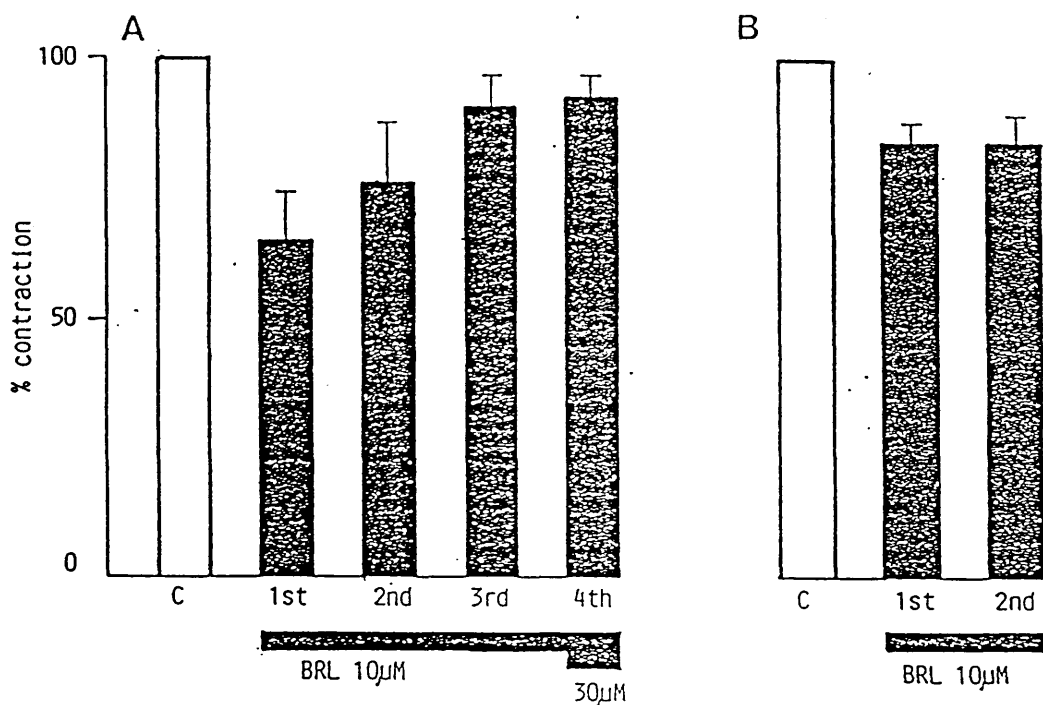 A
B
100
50
0
% contraction
C 1st 2nd 3rd 4th
BRL 10µM
30µM
C 1st 2nd
BRL 10µM